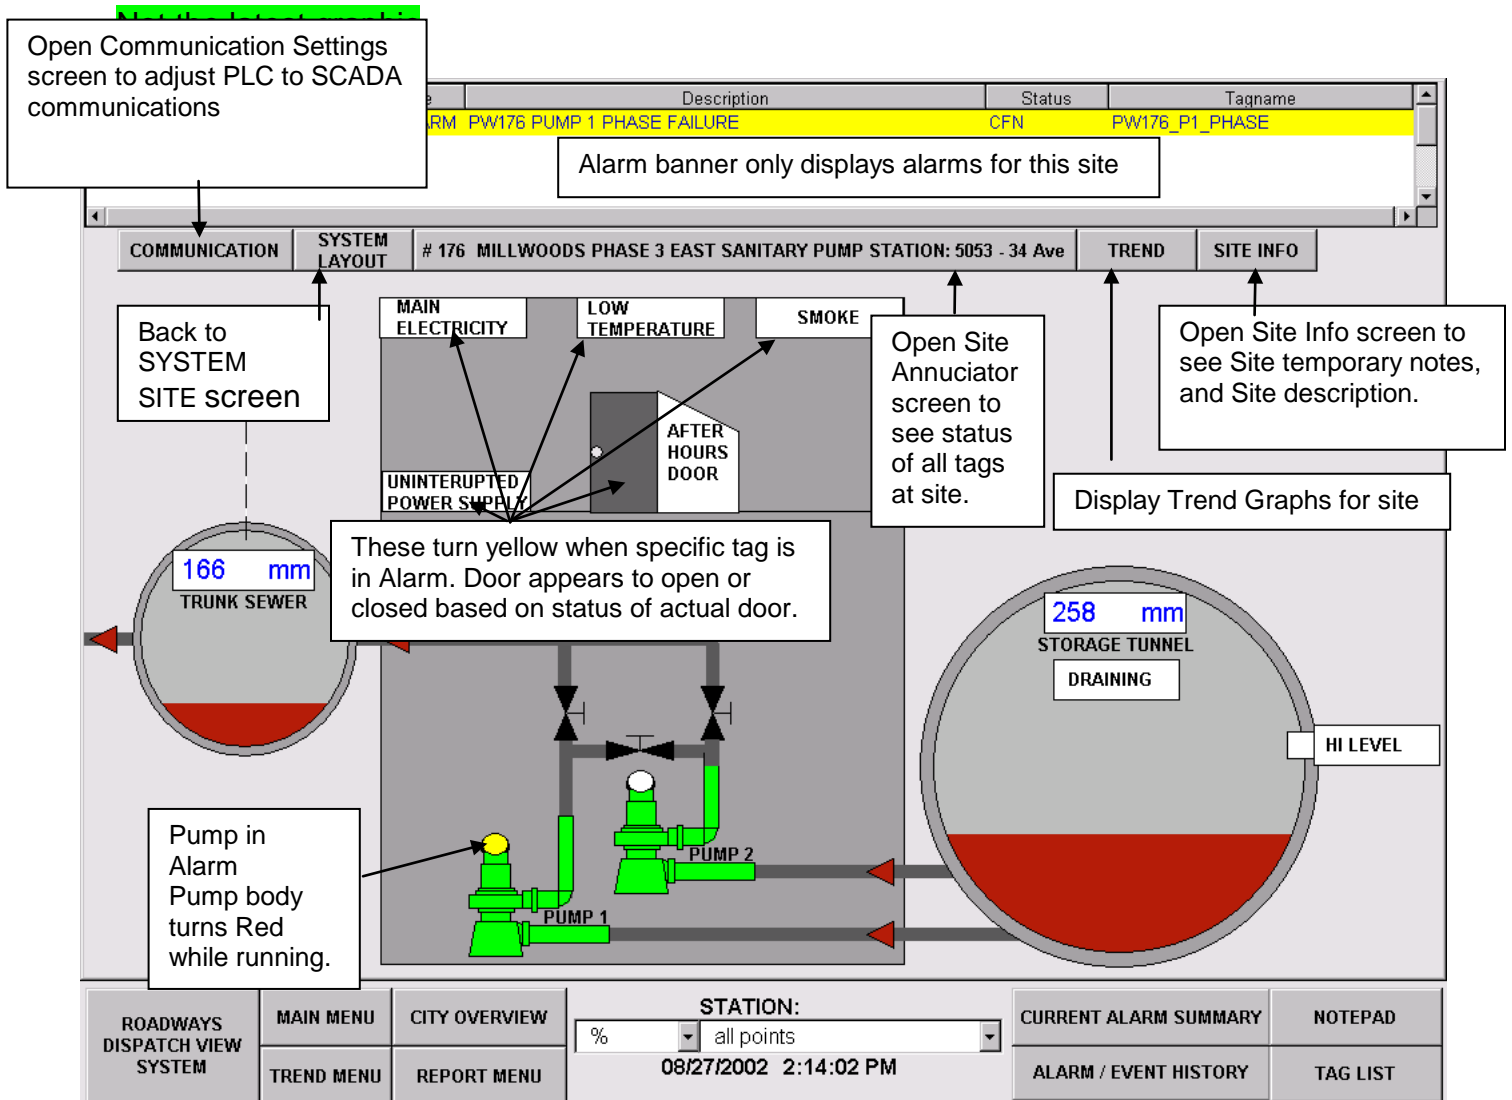 Not the latest graphic
Open Communication Settings
screen to adjust PLC to SCADA
communications
Description
Status
Tagname
PW176 PUMP 1 PHASE FAILURE
CFN
PW176_P1_PHASE
Alarm banner only displays alarms for this site
COMMUNICATION
SYSTEM
LAYOUT
# 176 MILLWOODS PHASE 3 EAST SANITARY PUMP STATION: 5053 - 34 Ave
TREND
SITE INFO
Back to
SYSTEM
SITE screen
MAIN
ELECTRICITY
LOW
TEMPERATURE
SMOKE
Open Site
Annuciator
screen to
see status
of all tags
at site.
Open Site Info screen to
see Site temporary notes,
and Site description.
AFTER
HOURS
DOOR
UNINTERUPTED
POWER SUPPLY
Display Trend Graphs for site
These turn yellow when specific tag is
in Alarm. Door appears to open or
closed based on status of actual door.
166 mm
TRUNK SEWER
258 mm
STORAGE TUNNEL
DRAINING
HI LEVEL
Pump in
Alarm
Pump body
turns Red
while running.
PUMP 2
PUMP 1
ROADWAYS
DISPATCH VIEW
SYSTEM
MAIN MENU
CITY OVERVIEW
TREND MENU
REPORT MENU
STATION:
% all points
08/27/2002 2:14:02 PM
CURRENT ALARM SUMMARY
NOTEPAD
ALARM / EVENT HISTORY
TAG LIST